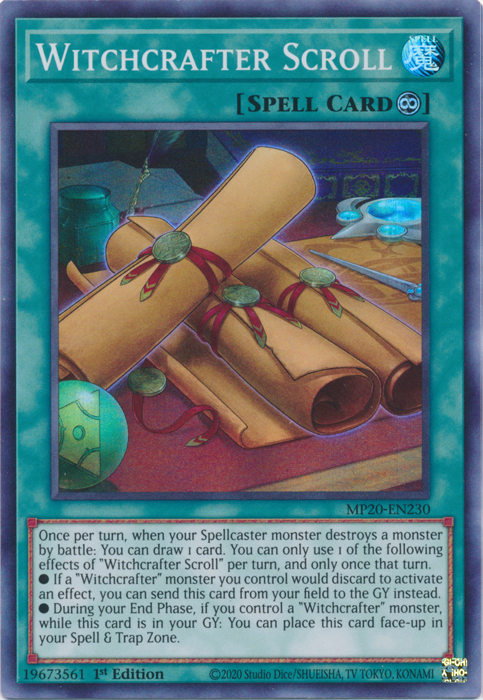 WITCHCRAFTER SCROLL
SPELL
魔
[SPELL CARD]
MP20-EN230
Once per turn, when your Spellcaster monster destroys a monster
by battle: You can draw 1 card. You can only use 1 of the following
effects of "Witchcrafter Scroll" per turn, and only once that turn.
● If a "Witchcrafter" monster you control would discard to activate
an effect, you can send this card from your field to the GY instead.
● During your End Phase, if you control a "Witchcrafter" monster,
while this card is in your GY: You can place this card face-up in
your Spell & Trap Zone.
19673561 1st Edition ©2020 Studio Dice/SHUEISHA, TV TOKYO, KONAMI